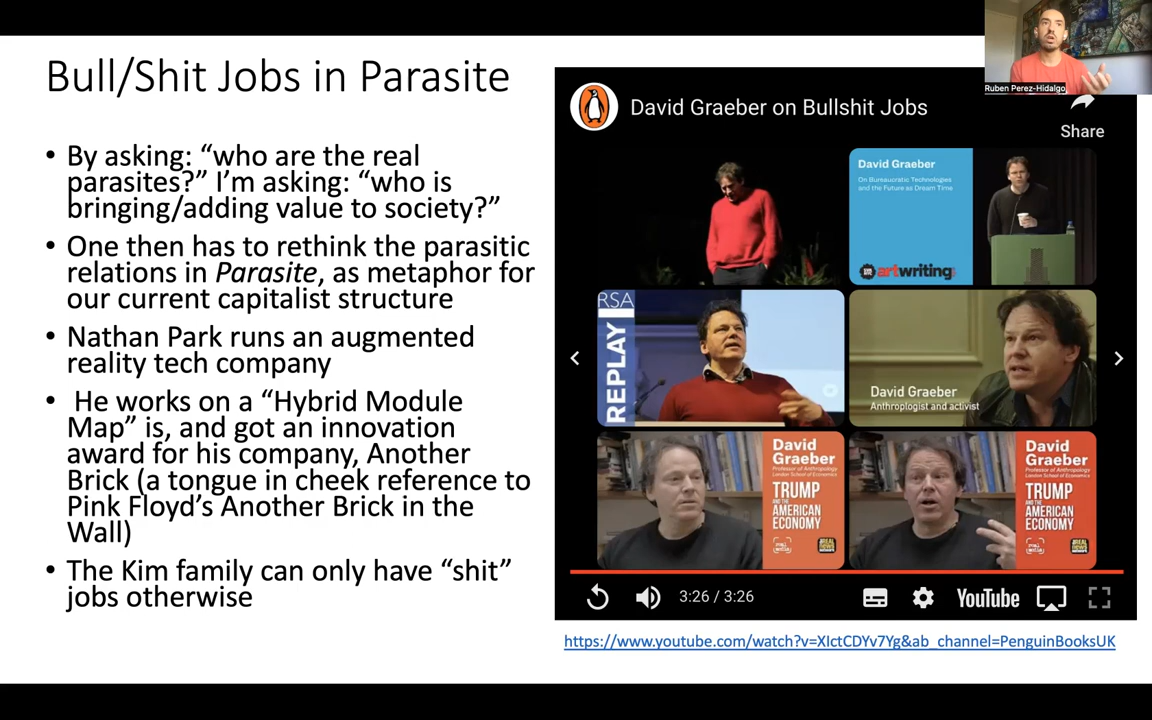 Bull/Shit Jobs in Parasite
• By asking: “who are the real
parasites?” I’m asking: “who is
bringing/adding value to society?”
• One then has to rethink the parasitic
relations in Parasite, as metaphor for
our current capitalist structure
• Nathan Park runs an augmented
reality tech company
• He works on a “Hybrid Module
Map” is, and got an innovation
award for his company, Another
Brick (a tongue in cheek reference to
Pink Floyd’s Another Brick in the
Wall)
• The Kim family can only have “shit”
jobs otherwise
David Graeber on Bullshit Jobs
Share
Ruben Perez-Hidalgo
David Graeber
On Bureaucratic Technologies
and the Future as Dream Time
artwriting
RSA
REPLAY
David Graeber
Anthroplogist and activist
David
Graeber
Professor of Anthropology
London School of Economics
TRUMP
AND THE
AMERICAN
ECONOMY
David
Graeber
Professor of Anthropology
London School of Economics
TRUMP
AND THE
AMERICAN
ECONOMY
3:26 / 3:26
YouTube
https://www.youtube.com/watch?v=XIctCDYv7Yg&ab_channel=PenguinBooksUK